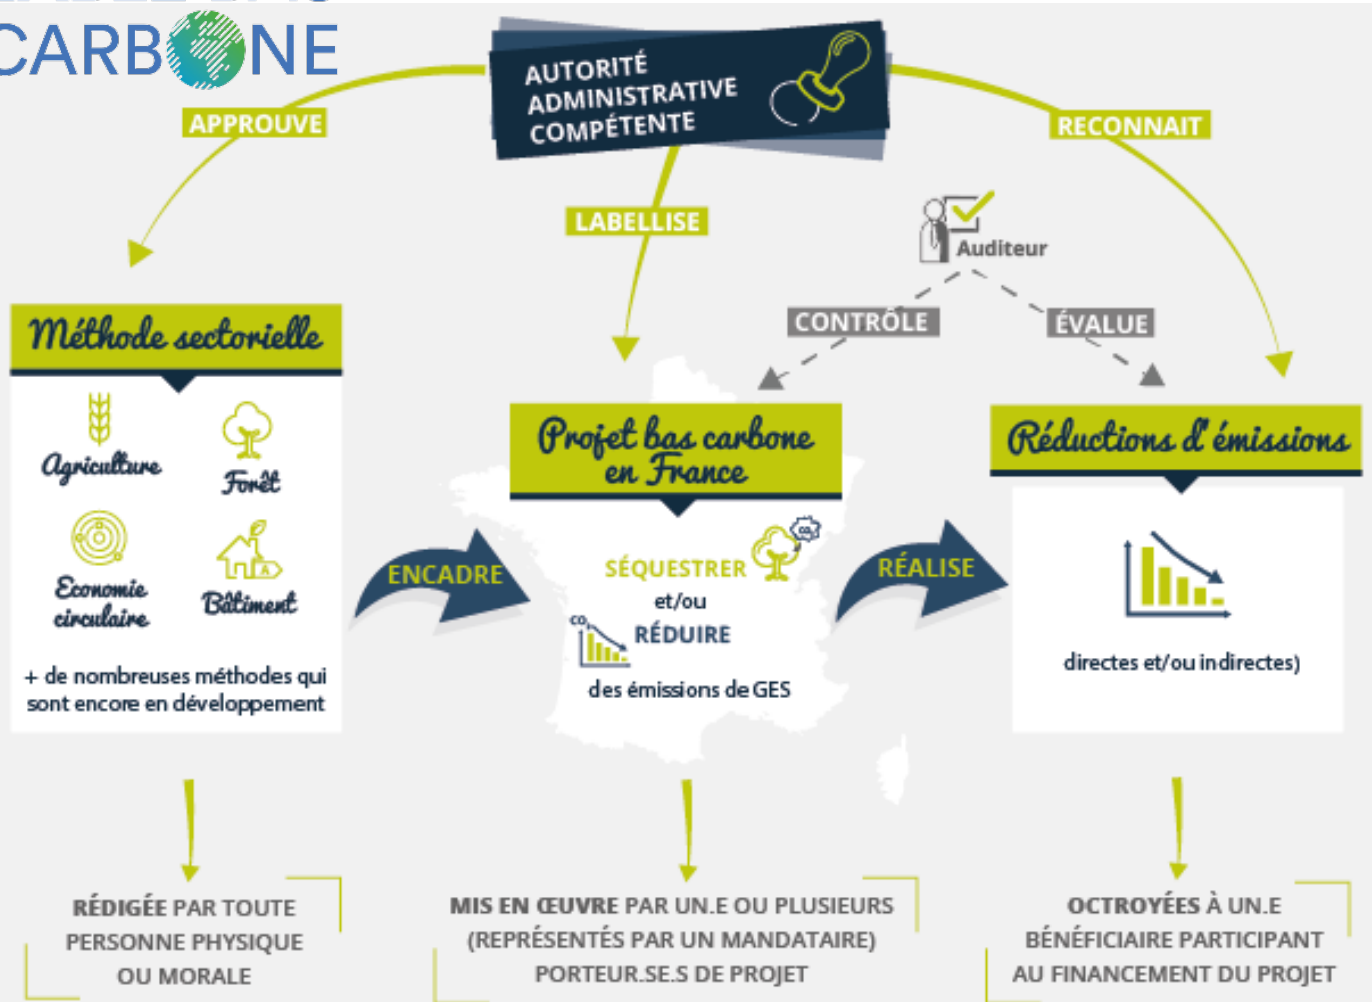 CARBONE
AUTORITÉ
ADMINISTRATIVE
COMPÉTENTE
APPROUVE
RECONNAIT
LABELLISE
Auditeur
CONTRÔLE
ÉVALUE
Méthode sectorielle
Agriculture
Forêt
Economie
circulaire
Bâtiment
+ de nombreuses méthodes qui
sont encore en développement
ENCADRE
Projet bas carbone
en France
CO₂
SÉQUESTRER
et/ou
CO₂
RÉDUIRE
des émissions de GES
RÉALISE
Réductions d'émissions
directes et/ou indirectes)
RÉDIGÉE PAR TOUTE
PERSONNE PHYSIQUE
OU MORALE
MIS EN ŒUVRE PAR UN.E OU PLUSIEURS
(REPRÉSENTÉS PAR UN MANDATAIRE)
PORTEUR.SE.S DE PROJET
OCTROYÉES À UN.E
BÉNÉFICIAIRE PARTICIPANT
AU FINANCEMENT DU PROJET